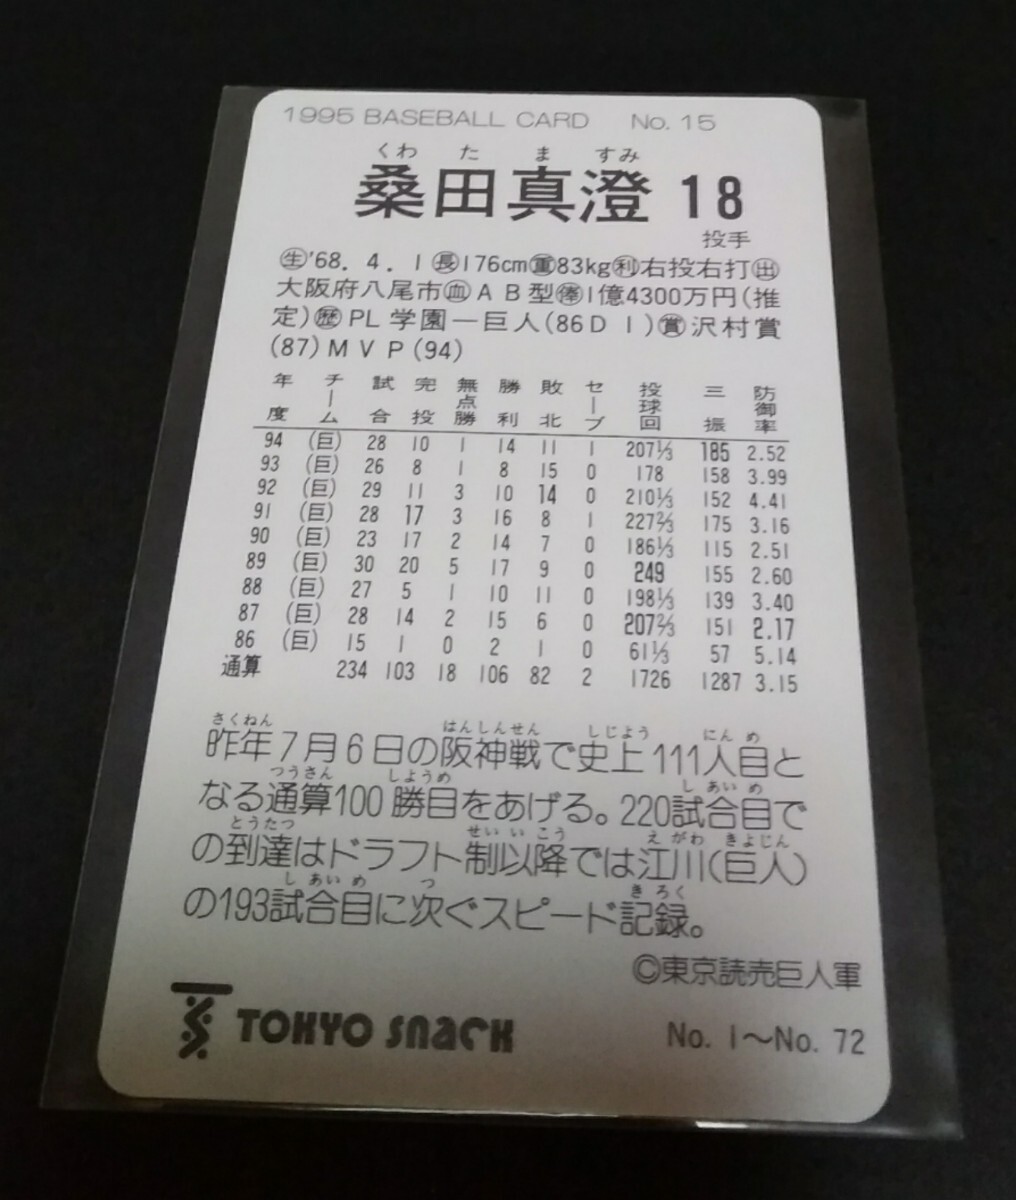 1995 BASEBALL CARD No. 15
くわ た ま すみ
桑田真澄 18
投手
㊤'68. 4. 1㊐176cm㊟83kg㊒右投右打㊓
大阪府八尾市㊞AB型㊝1億4300万円(推
定)㊭PL学園―巨人(86D1)㊬沢村賞
(87)MVP(94)
年度 チーム 試合 完投 無点勝 勝利 敗北 セーブ 投球回 三振 防御率
94 (巨) 28 10 1 14 11 1 207⅓ 185 2.52
93 (巨) 26 8 1 8 15 0 178 158 3.99
92 (巨) 29 11 3 10 14 0 210⅓ 152 4.41
91 (巨) 28 17 3 16 8 1 227⅔ 175 3.16
90 (巨) 23 17 2 14 7 0 186⅓ 115 2.51
89 (巨) 30 20 5 17 9 0 249 155 2.60
88 (巨) 27 5 1 10 11 0 198⅓ 139 3.40
87 (巨) 28 14 2 15 6 0 207⅔ 151 2.17
86 (巨) 15 1 0 2 1 0 61⅓ 57 5.14
通算 234 103 18 106 82 2 1726 1287 3.15
さくねん はんしんせん しじよう にんめ
昨年7月6日の阪神戦で史上111人目と
つうさん しようめ しあいめ
なる通算100勝目をあげる。220試合目で
とうたつ せいいこう えがわ きよじん
の到達はドラフト制以降では江川(巨人)
しあいめ つ きろく
の193試合目に次ぐスピード記録。
©東京読売巨人軍
TOKYO SNACK No. 1～No. 72